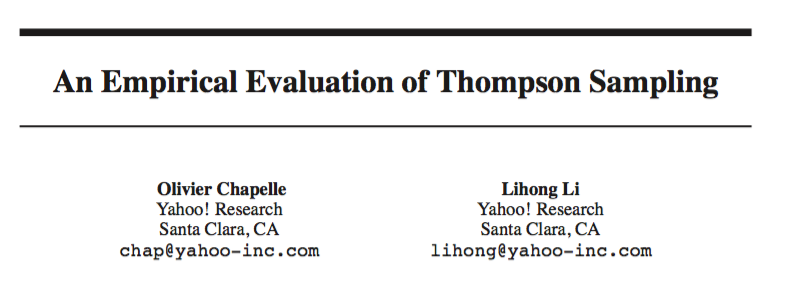 An Empirical Evaluation of Thompson Sampling
Olivier Chapelle
Yahoo! Research
Santa Clara, CA
chap@yahoo-inc.com
Lihong Li
Yahoo! Research
Santa Clara, CA
lihong@yahoo-inc.com